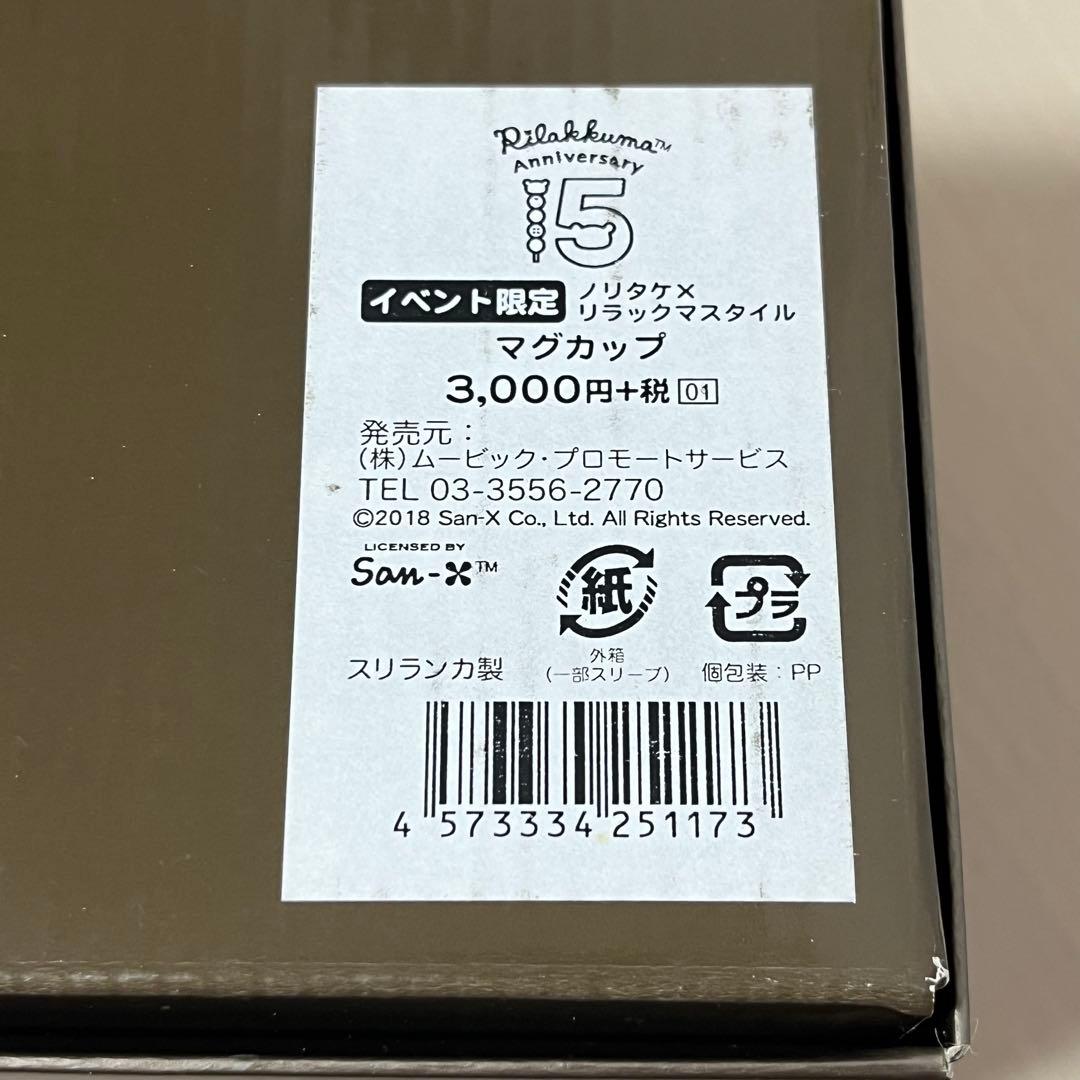 Rilakkuma™
Anniversary
15
イベント限定 ノリタケ×
リラックマスタイル
マグカップ
3,000円+税 01
発売元：
(株)ムービック・プロモートサービス
TEL 03-3556-2770
©2018 San-X Co., Ltd. All Rights Reserved.
LICENSED BY
San-X™
紙
プラ
スリランカ製
外箱
(一部スリーブ)
個包装：PP
4 573334 251173